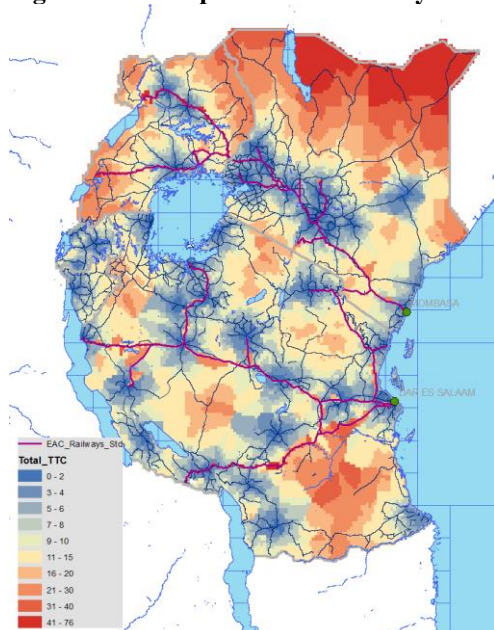 MOMBASA
DAR ES SALAAM
EAC_Railways_Stc
Total_TTC
0 - 2
3 - 4
5 - 6
7 - 8
9 - 10
11 - 15
16 - 20
21 - 30
31 - 40
41 - 76